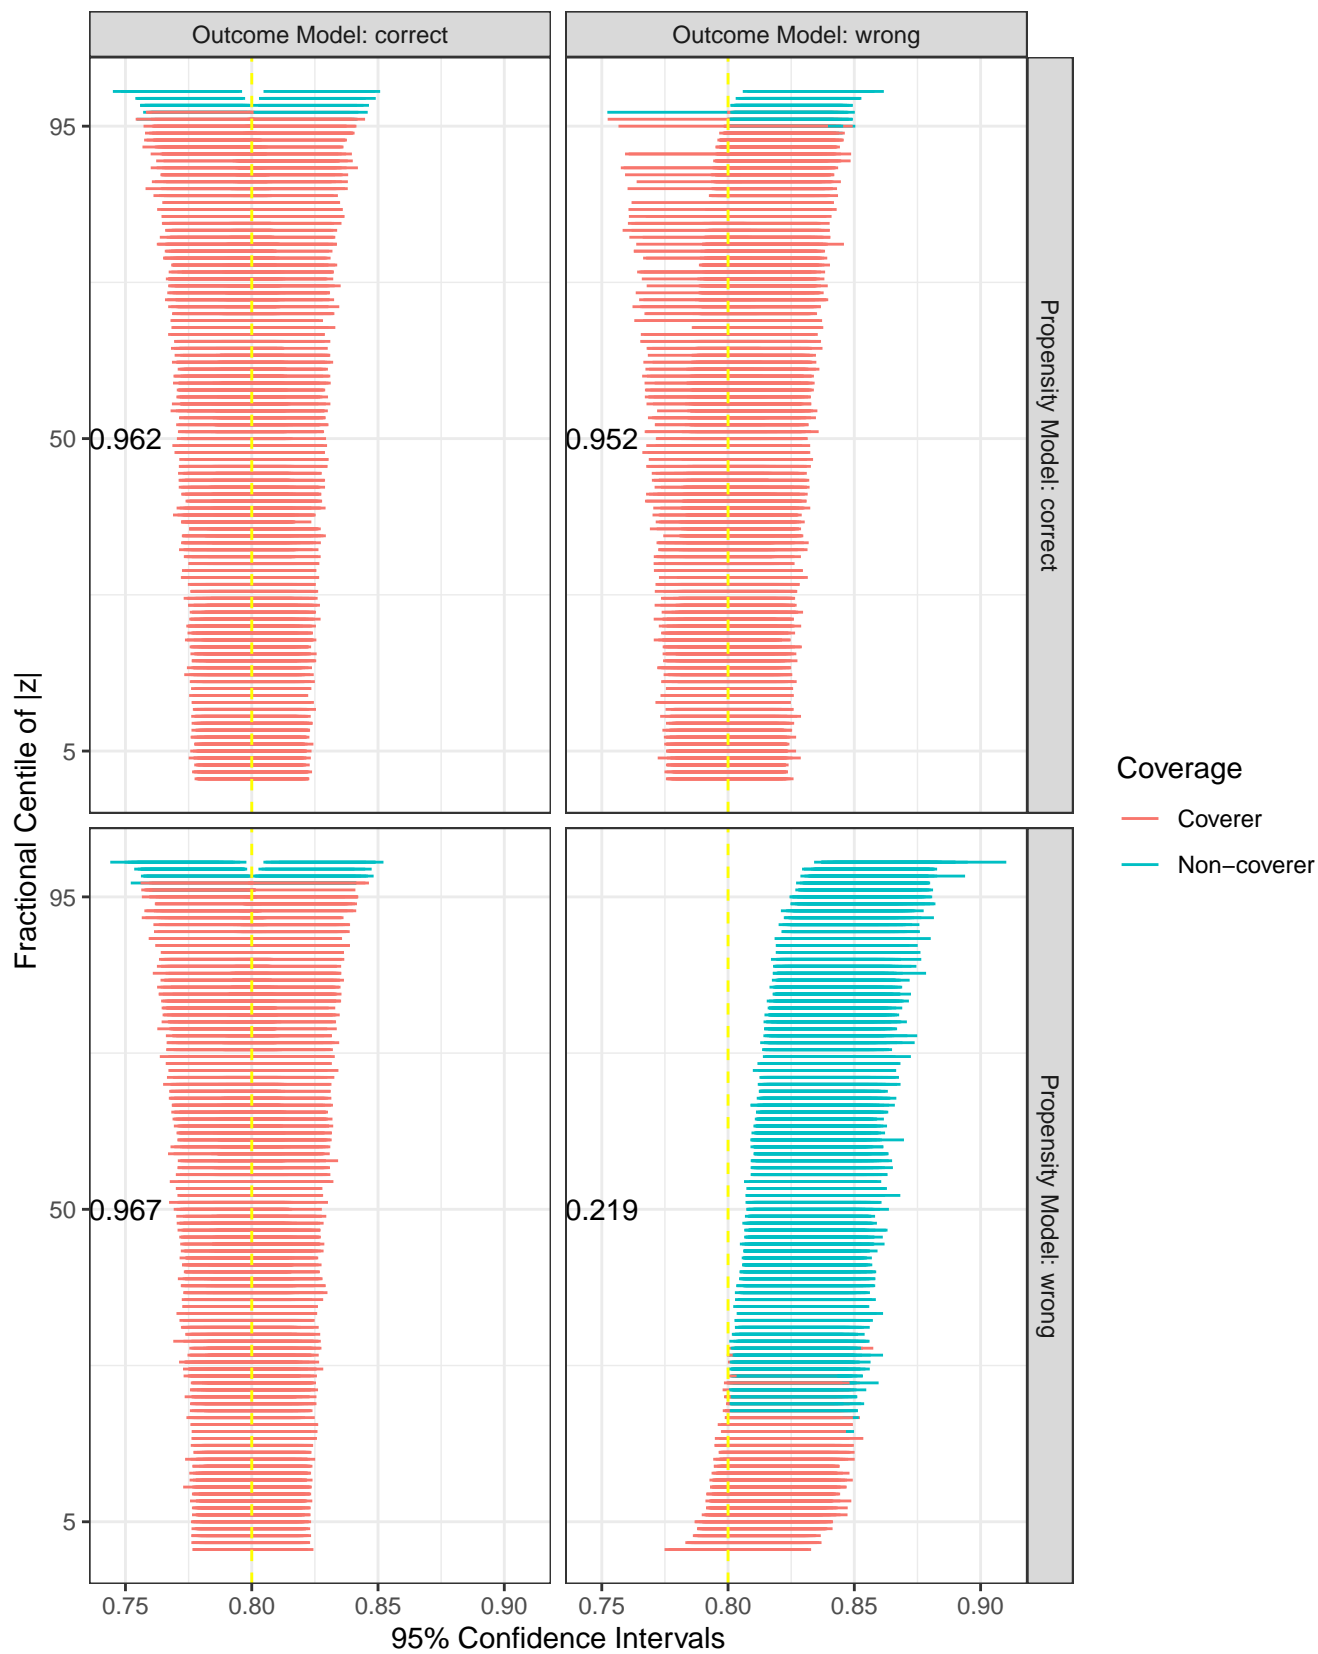 Outcome Model: correct
Outcome Model: wrong
Fractional Centile of |z|
95
50
5
0.962
0.952
Propensity Model: correct
95
50
5
0.967
0.219
Propensity Model: wrong
0.75
0.80
0.85
0.90
0.75
0.80
0.85
0.90
95% Confidence Intervals
Coverage
Coverer
Non−coverer